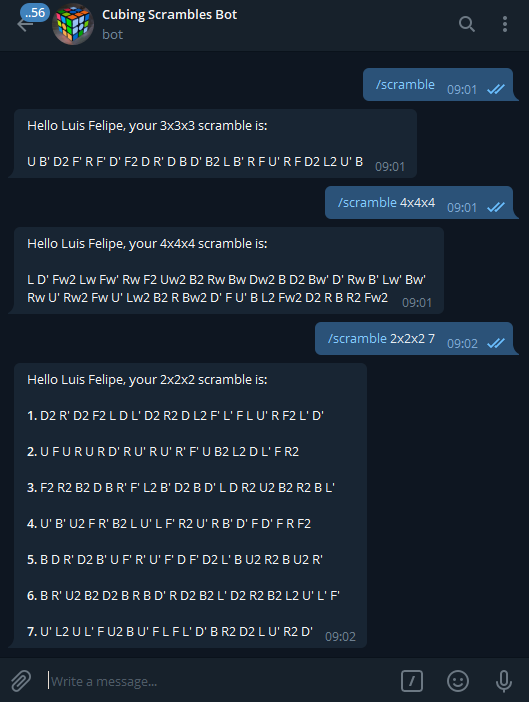 ..56
Cubing Scrambles Bot
bot
/scramble 09:01
Hello Luis Felipe, your 3x3x3 scramble is:
U B' D2 F' R F' D' F2 D R' D B D' B2 L B' R F U' R F D2 L2 U' B 09:01
/scramble 4x4x4 09:01
Hello Luis Felipe, your 4x4x4 scramble is:
L D' Fw2 Lw Fw' Rw F2 Uw2 B2 Rw Bw Dw2 B D2 Bw' D' Rw B' Lw' Bw'
Rw U' Rw2 Fw U' Lw2 B2 R Bw2 D' F U' B L2 Fw2 D2 R B R2 Fw2 09:01
/scramble 2x2x2 7 09:02
Hello Luis Felipe, your 2x2x2 scramble is:
1. D2 R' D2 F2 L D L' D2 R2 D L2 F' L' F L U' R F2 L' D'
2. U F U R U R D' R U' R U' R' F' U B2 L2 D L' F R2
3. F2 R2 B2 D B R' F' L2 B' D2 B D' L D R2 U2 B2 R2 B L'
4. U' B' U2 F R' B2 L U' L F' R2 U' R B' D' F D' F R F2
5. B D R' D2 B' U F' R' U' F' D F' D2 L' B U2 R2 B U2 R'
6. B R' U2 B2 D2 B R B D' R D2 B2 L' D2 R2 B2 L2 U' L' F'
7. U' L2 U L' F U2 B U' F L F L' D' B R2 D2 L U' R2 D' 09:02
Write a message...